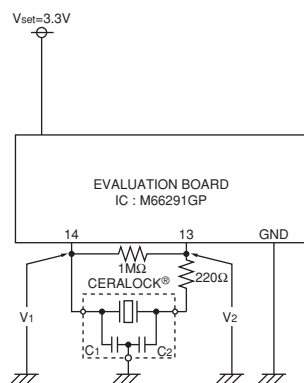 Vset=3.3V
EVALUATION BOARD
IC : M66291GP
14
13
GND
1MΩ
CERALOCK®
220Ω
V1
V2
C1
C2